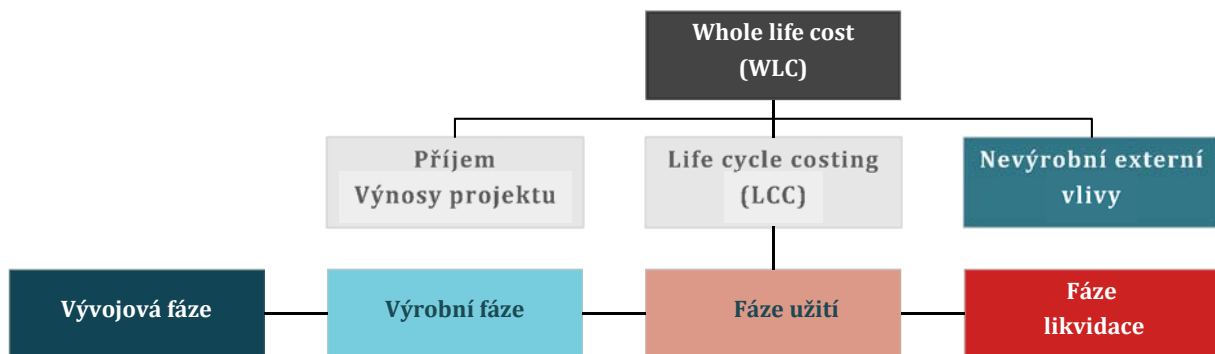 Whole life cost
(WLC)
Příjem
Výnosy projektu
Life cycle costing
(LCC)
Nevýrobní externí
vlivy
Vývojová fáze
Výrobní fáze
Fáze užití
Fáze
likvidace